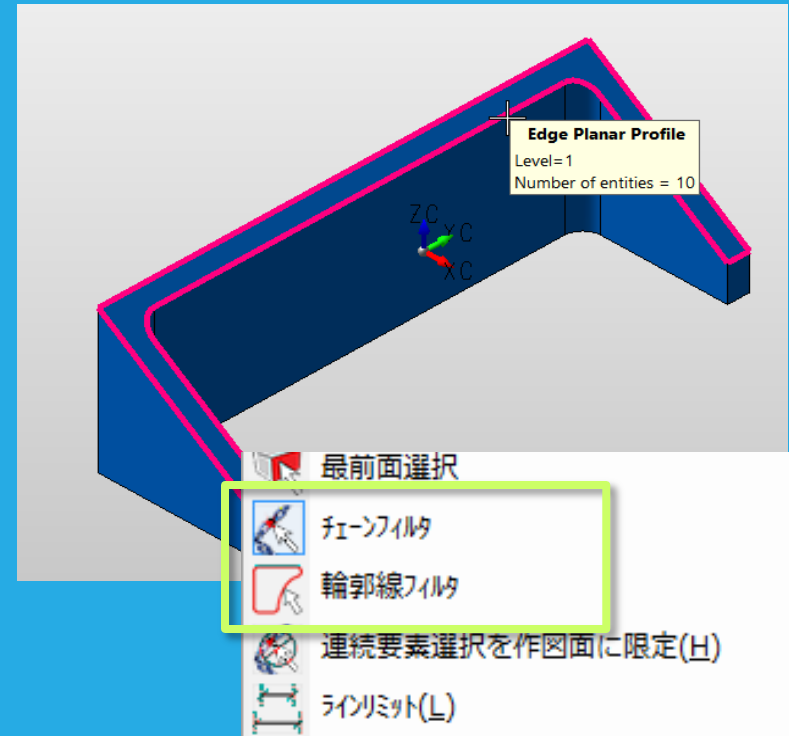 Edge Planar Profile
Level=1
Number of entities = 10
ZC
YC
XC
最前面選択
ﾁｪｰﾝﾌｨﾙﾀ
輪郭線ﾌｨﾙﾀ
連続要素選択を作図面に限定(H)
ﾗｲﾝﾘﾐｯﾄ(L)